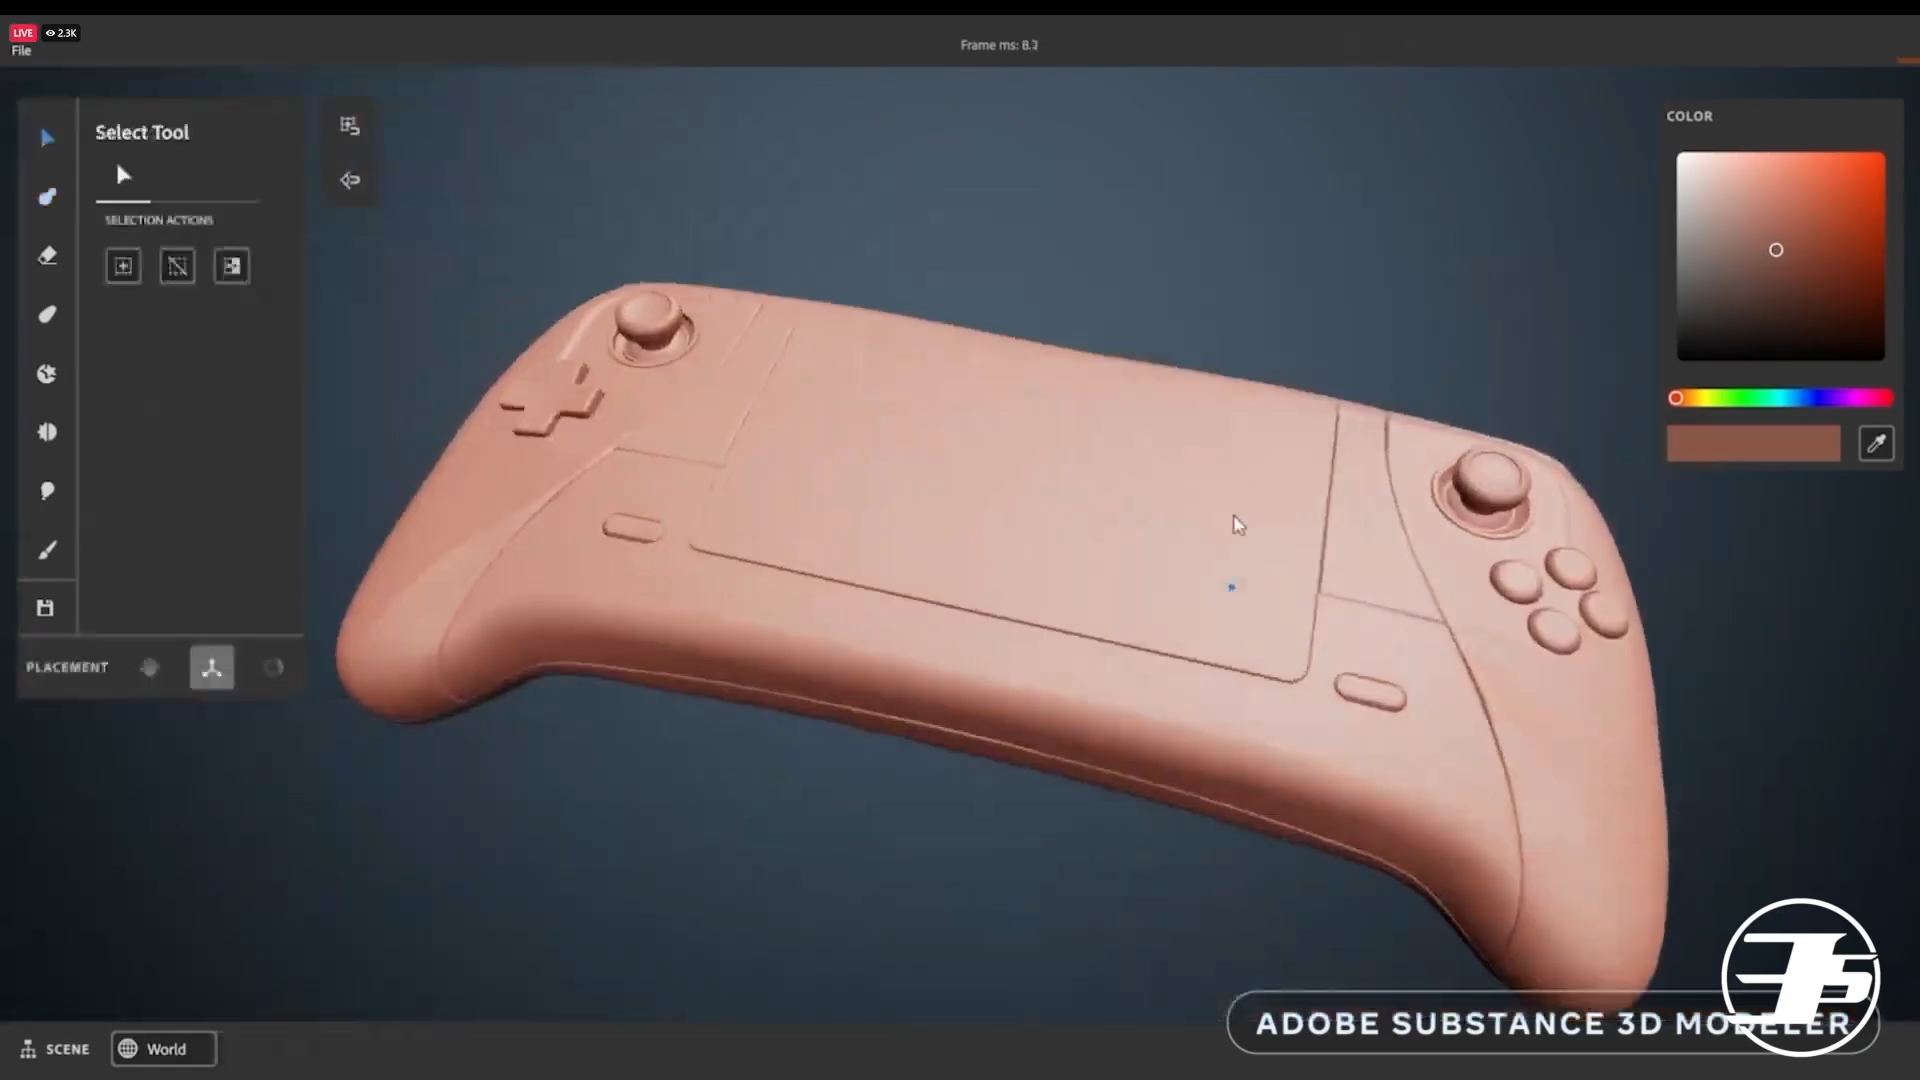 LIVE 2.3K
File
Frame ms: 8.3
Select Tool
SELECTION ACTIONS
COLOR
PLACEMENT
SCENE
World
ADOBE SUBSTANCE 3D MODELER